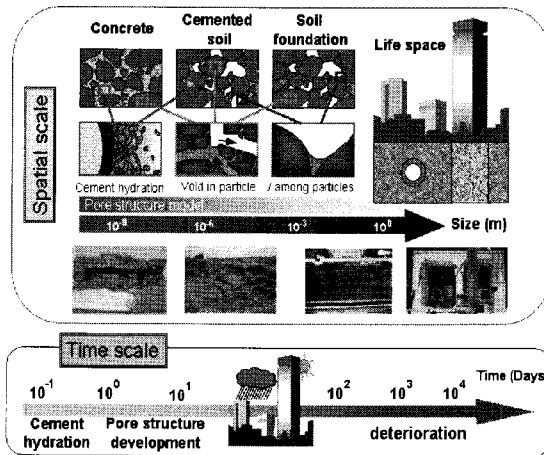 Concrete
Cemented soil
Soil foundation
Life space
Spatial scale
Cement hydration
Void in particle
/ among particles
Pore structure model
10⁻⁶
10⁻³
10⁰
Size (m)
Time scale
10⁻¹
10⁰
10¹
10²
10³
10⁴
Time (Days)
Cement hydration
Pore structure development
deterioration